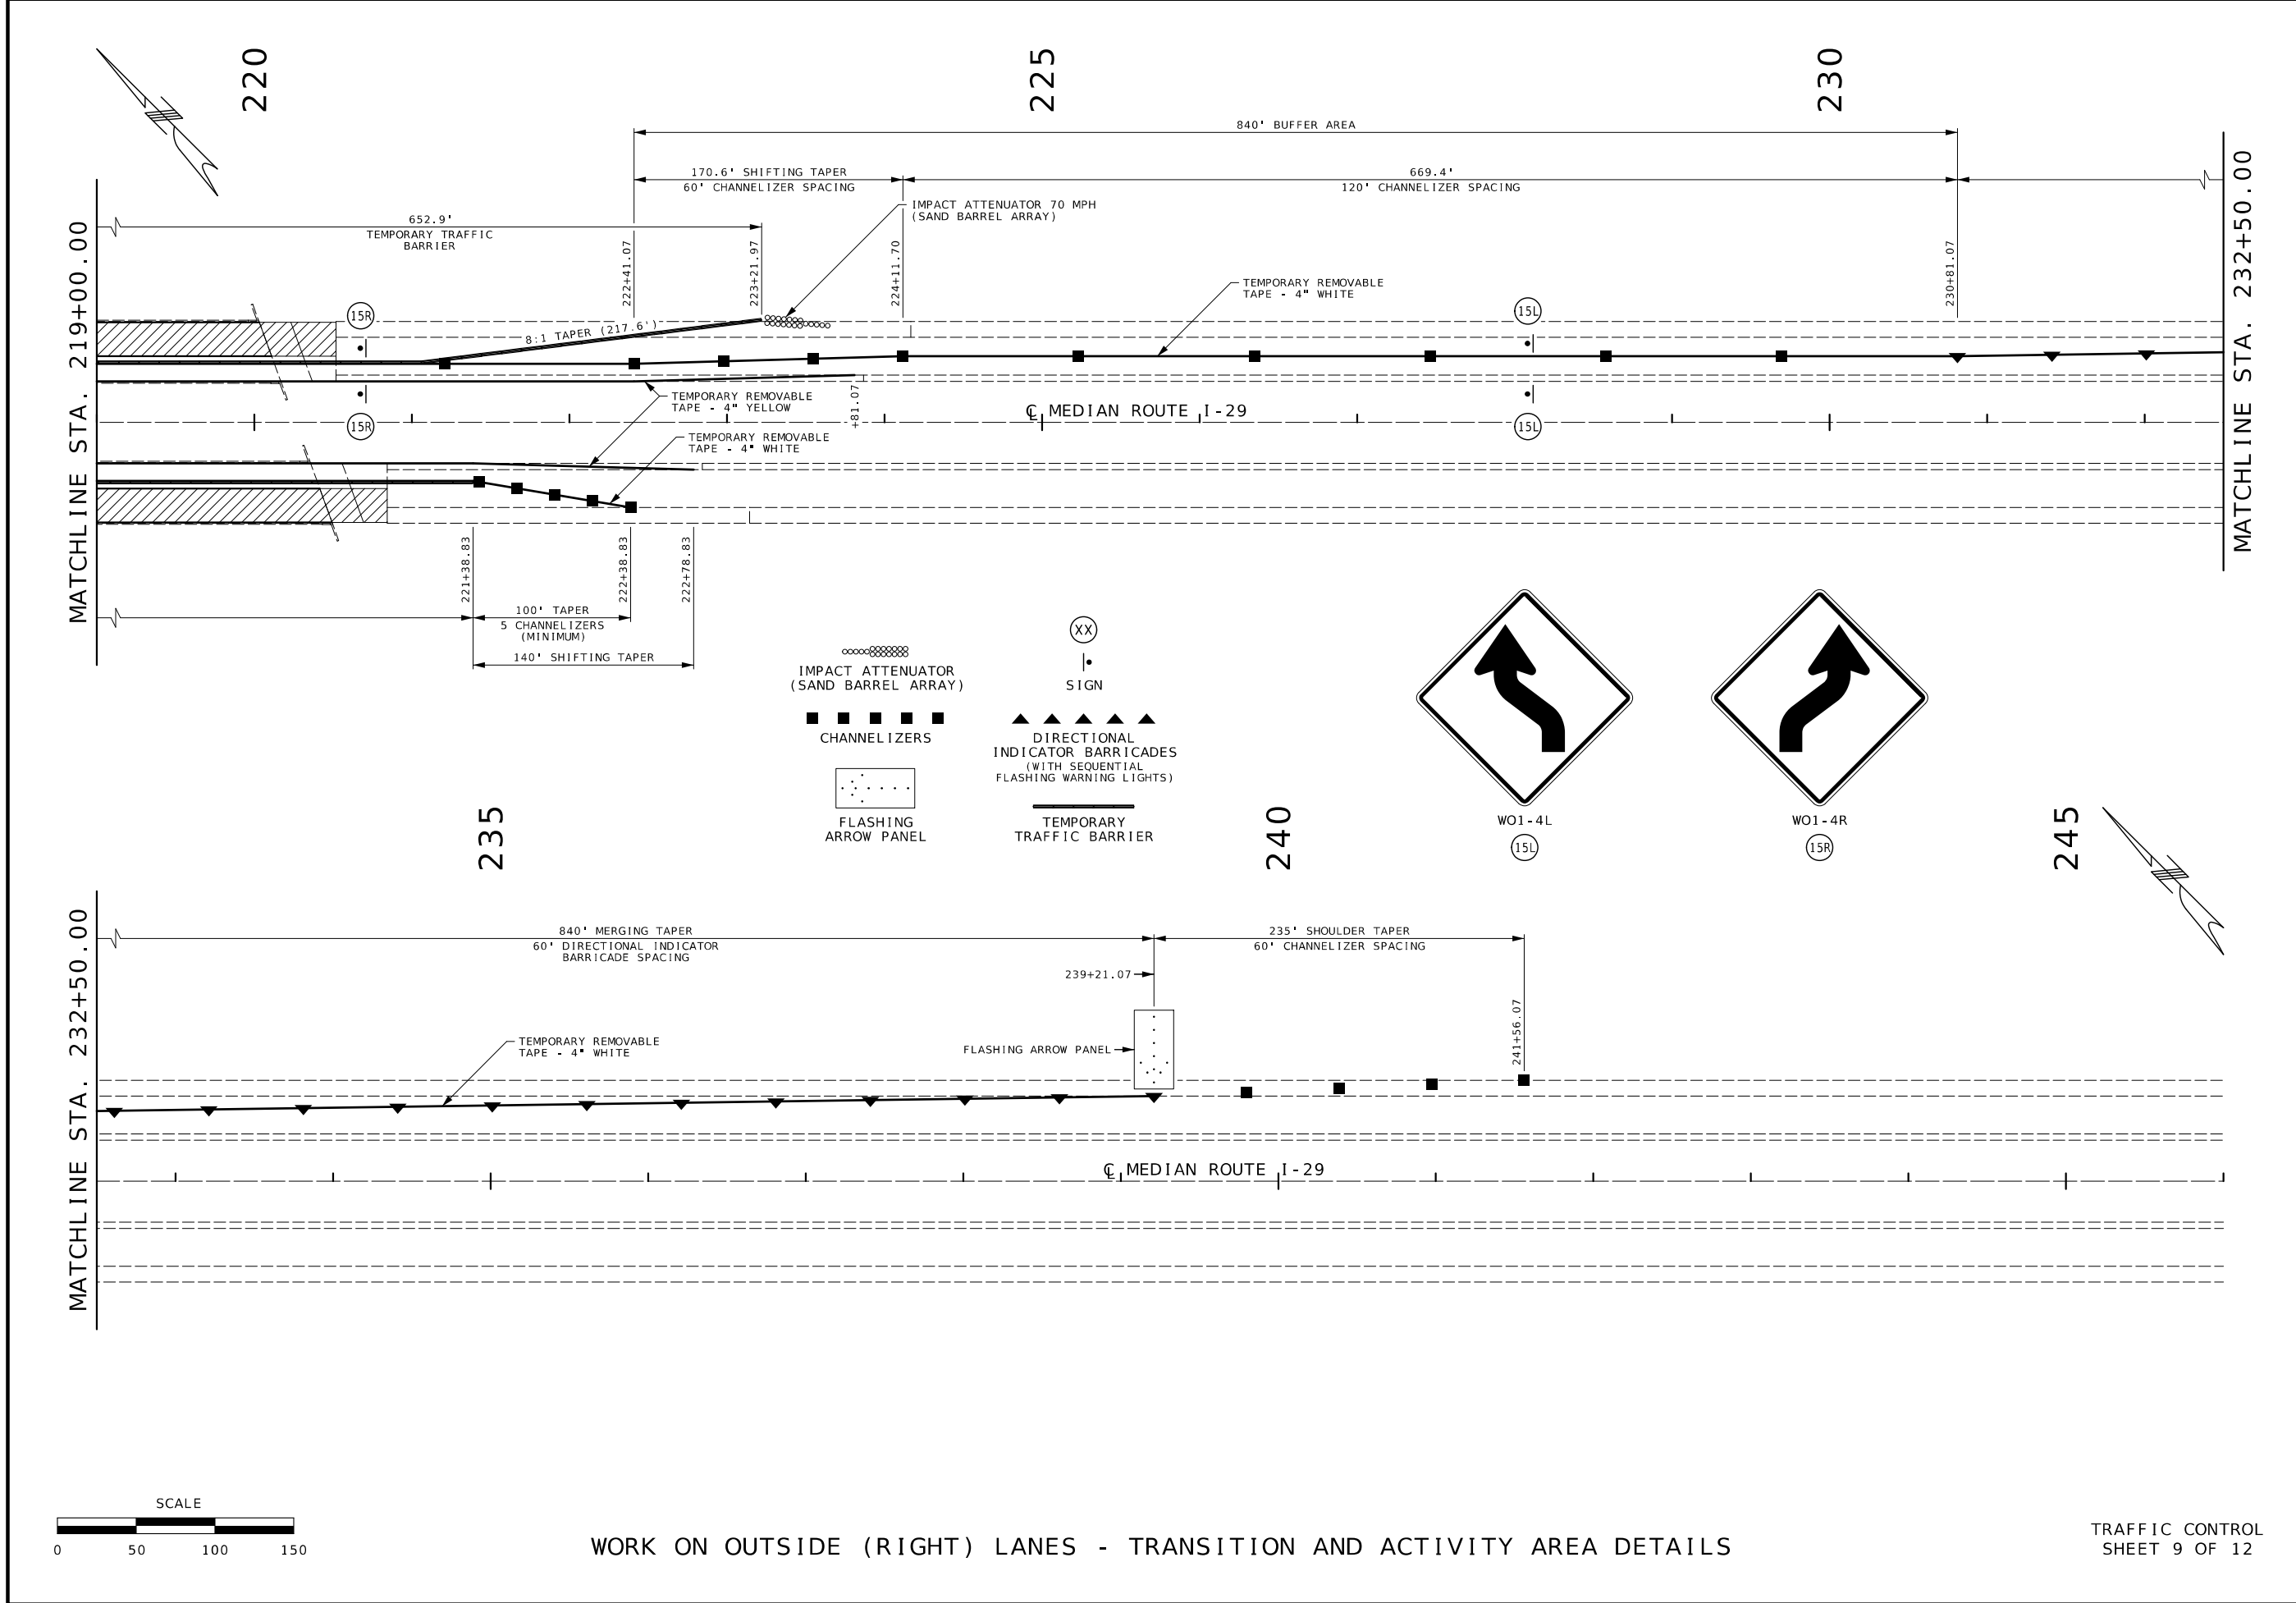 220
225
230
840' BUFFER AREA
170.6' SHIFTING TAPER
60' CHANNELIZER SPACING
669.4'
120' CHANNELIZER SPACING
652.9'
TEMPORARY TRAFFIC
BARRIER
IMPACT ATTENUATOR 70 MPH
(SAND BARREL ARRAY)
MATCHLINE STA. 219+00.00
222+41.07
223+21.97
224+11.70
230+81.07
MATCHLINE STA. 232+50.00
TEMPORARY REMOVABLE
TAPE - 4" WHITE
15R
15L
8:1 TAPER (217.6')
TEMPORARY REMOVABLE
TAPE - 4" YELLOW
+81.07
℄ MEDIAN ROUTE I-29
15R
15L
TEMPORARY REMOVABLE
TAPE - 4" WHITE
221+38.83
222+38.83
222+78.83
100' TAPER
5 CHANNELIZERS
(MINIMUM)
140' SHIFTING TAPER
IMPACT ATTENUATOR
(SAND BARREL ARRAY)
XX
SIGN
CHANNELIZERS
DIRECTIONAL
INDICATOR BARRICADES
(WITH SEQUENTIAL
FLASHING WARNING LIGHTS)
FLASHING
ARROW PANEL
TEMPORARY
TRAFFIC BARRIER
WO1-4L
15L
WO1-4R
15R
235
240
245
MATCHLINE STA. 232+50.00
840' MERGING TAPER
60' DIRECTIONAL INDICATOR
BARRICADE SPACING
235' SHOULDER TAPER
60' CHANNELIZER SPACING
239+21.07
241+56.07
TEMPORARY REMOVABLE
TAPE - 4" WHITE
FLASHING ARROW PANEL
℄ MEDIAN ROUTE I-29
SCALE
0 50 100 150
WORK ON OUTSIDE (RIGHT) LANES - TRANSITION AND ACTIVITY AREA DETAILS
TRAFFIC CONTROL
SHEET 9 OF 12